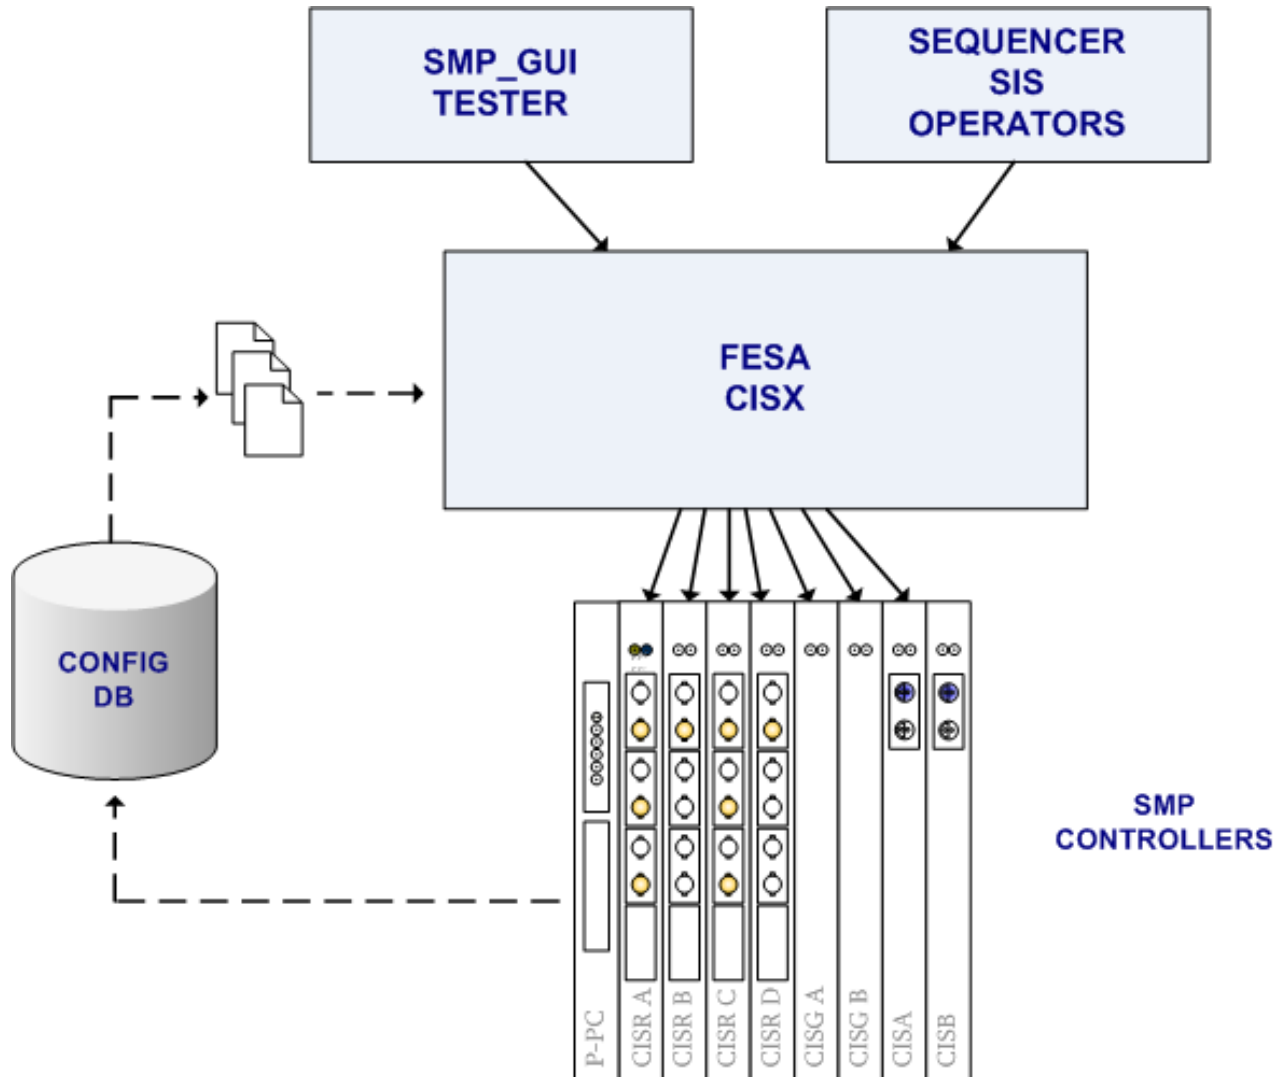 SMP_GUI
TESTER
SEQUENCER
SIS
OPERATORS
FESA
CISX
CONFIG
DB
SMP
CONTROLLERS
P-PC
CISR A
CISR B
CISR C
CISR D
CISG A
CISG B
CISA
CISB